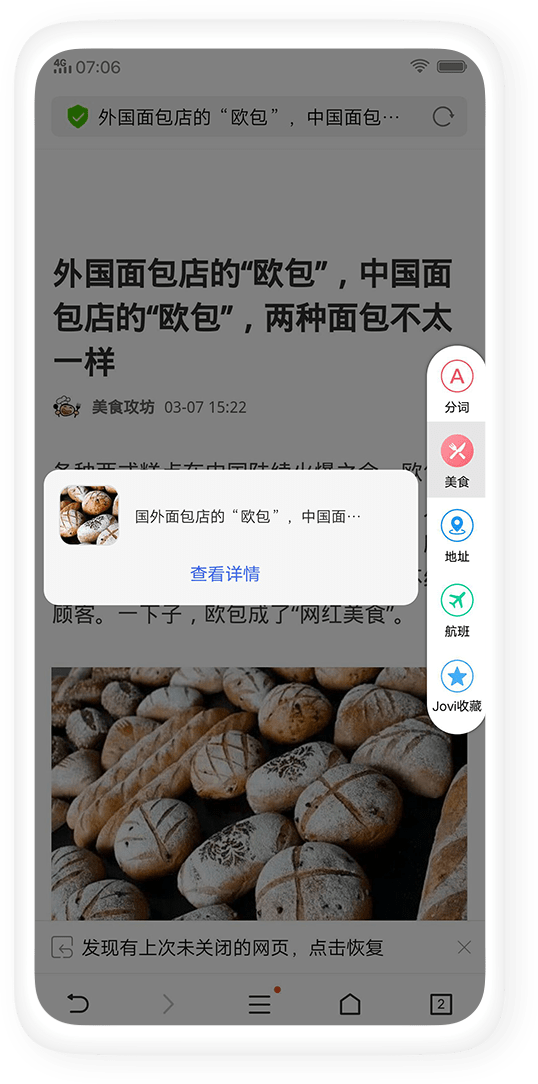 4G 07:06
外国面包店的“欧包”，中国面包…
外国面包店的“欧包”，中国面
包店的“欧包”，两种面包不太
一样
美食攻坊 03-07 15:22
各种西式糕点在中国陆续火爆之余，欧
国外面包店的“欧包”，中国面…
查看详情
顾客。一下子，欧包成了“网红美食”。
分词
美食
地址
航班
Jovi收藏
发现有上次未关闭的网页，点击恢复
2